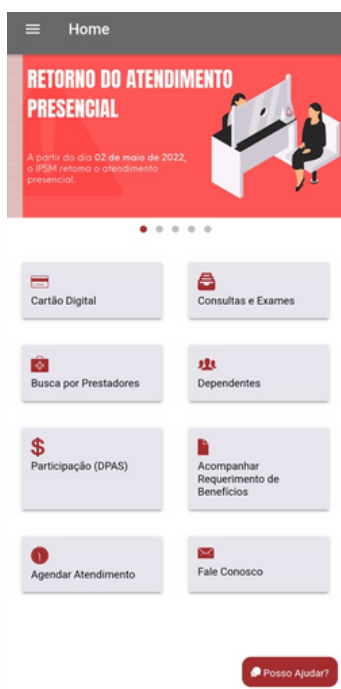 Home
RETORNO DO ATENDIMENTO
PRESENCIAL
A partir do dia 02 de maio de 2022,
o IPSM retoma o atendimento
presencial.
Cartão Digital
Consultas e Exames
Busca por Prestadores
Dependentes
Participação (DPAS)
Acompanhar
Requerimento de
Benefícios
Agendar Atendimento
Fale Conosco
Posso Ajudar?